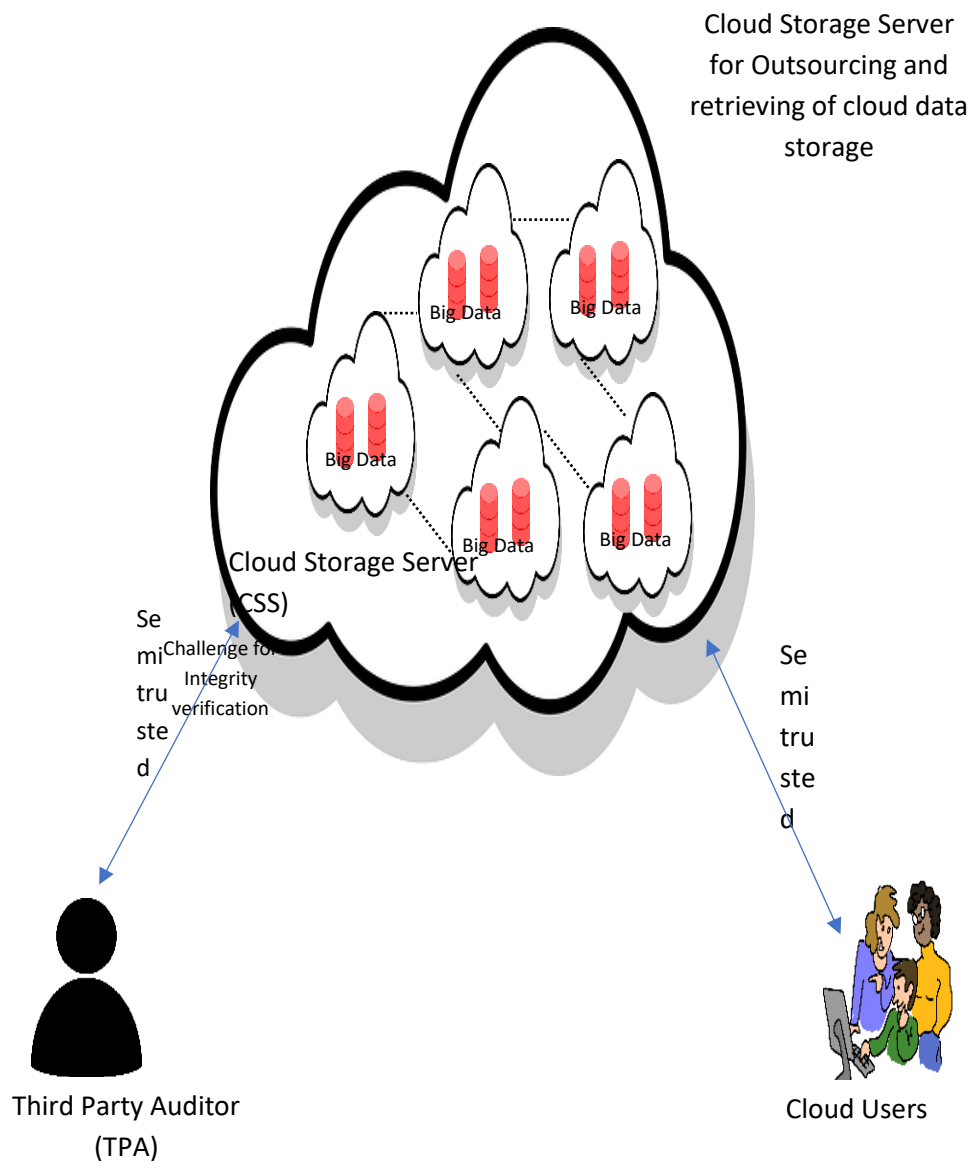 Cloud Storage Server
for Outsourcing and
retrieving of cloud data
storage
Big Data
Big Data
Big Data
Big Data
Big Data
Cloud Storage Server
(CSS)
Se
mi
tru
ste
d
Challenge for
Integrity
verification
Se
mi
tru
ste
d
Third Party Auditor
(TPA)
Cloud Users